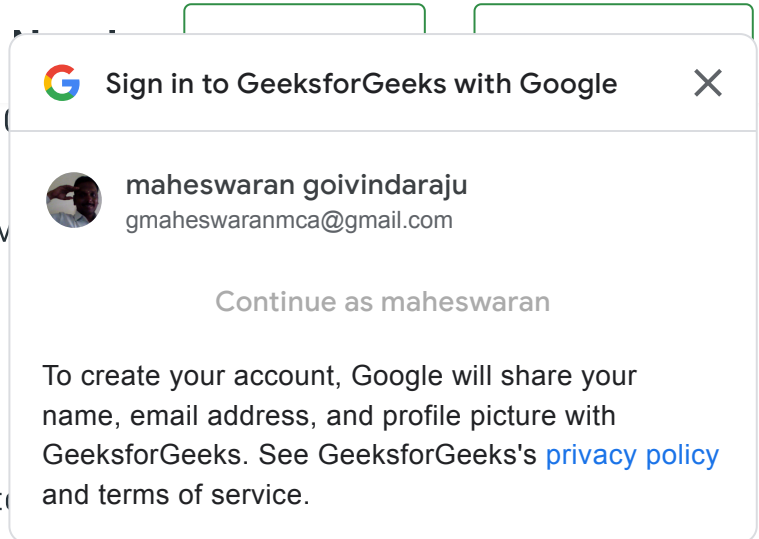 Sign in to GeeksforGeeks with Google
maheswaran goivindaraju
gmaheswaranmca@gmail.com
Continue as maheswaran
To create your account, Google will share your
name, email address, and profile picture with
GeeksforGeeks. See GeeksforGeeks's privacy policy
and terms of service.